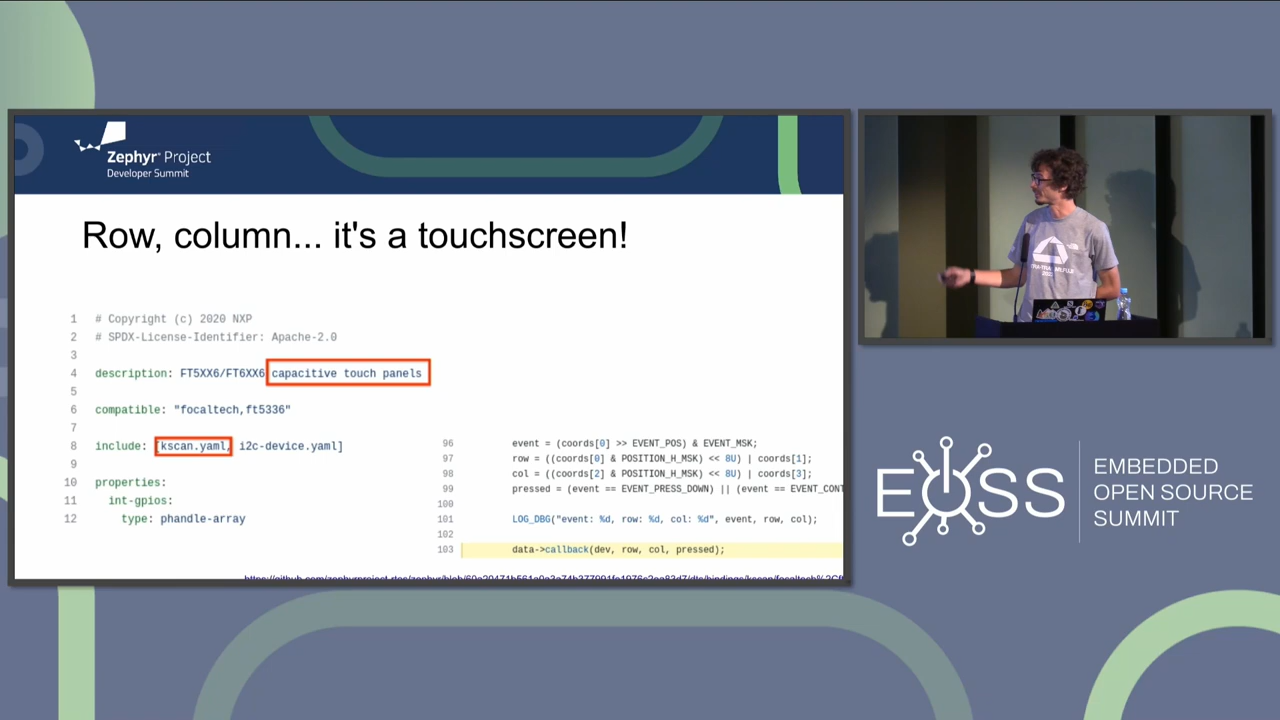 Zephyr® Project
Developer Summit
Row, column... it's a touchscreen!
1 # Copyright (c) 2020 NXP
2 # SPDX-License-Identifier: Apache-2.0
3
4 description: FT5XX6/FT6XX6 capacitive touch panels
5
6 compatible: "focaltech,ft5336"
7
8 include: [kscan.yaml, i2c-device.yaml]
9
10 properties:
11 int-gpios:
12 type: phandle-array
96 event = (coords[0] >> EVENT_POS) & EVENT_MSK;
97 row = ((coords[0] & POSITION_H_MSK) << 8U) | coords[1];
98 col = ((coords[2] & POSITION_H_MSK) << 8U) | coords[3];
99 pressed = (event == EVENT_PRESS_DOWN) || (event == EVENT_CONT
100
101 LOG_DBG("event: %d, row: %d, col: %d", event, row, col);
102
103 data->callback(dev, row, col, pressed);
EOSS
EMBEDDED
OPEN SOURCE
SUMMIT